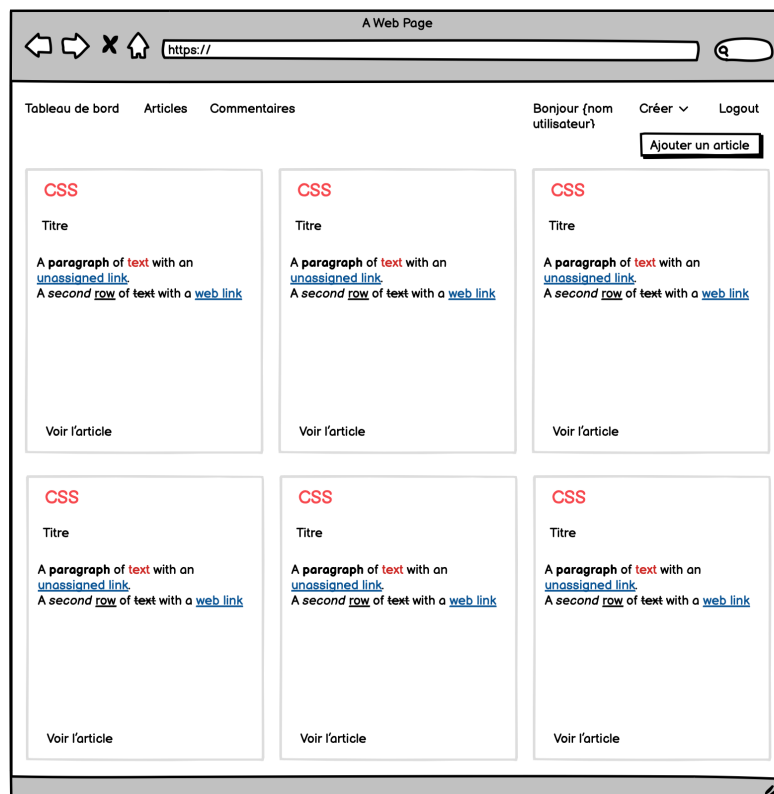 A Web Page
https://
Tableau de bord Articles Commentaires Bonjour {nom utilisateur} Créer Logout
Ajouter un article
CSS
Titre
A paragraph of text with an
unassigned link.
A second row of text with a web link
Voir l'article
CSS
Titre
A paragraph of text with an
unassigned link.
A second row of text with a web link
Voir l'article
CSS
Titre
A paragraph of text with an
unassigned link.
A second row of text with a web link
Voir l'article
CSS
Titre
A paragraph of text with an
unassigned link.
A second row of text with a web link
Voir l'article
CSS
Titre
A paragraph of text with an
unassigned link.
A second row of text with a web link
Voir l'article
CSS
Titre
A paragraph of text with an
unassigned link.
A second row of text with a web link
Voir l'article